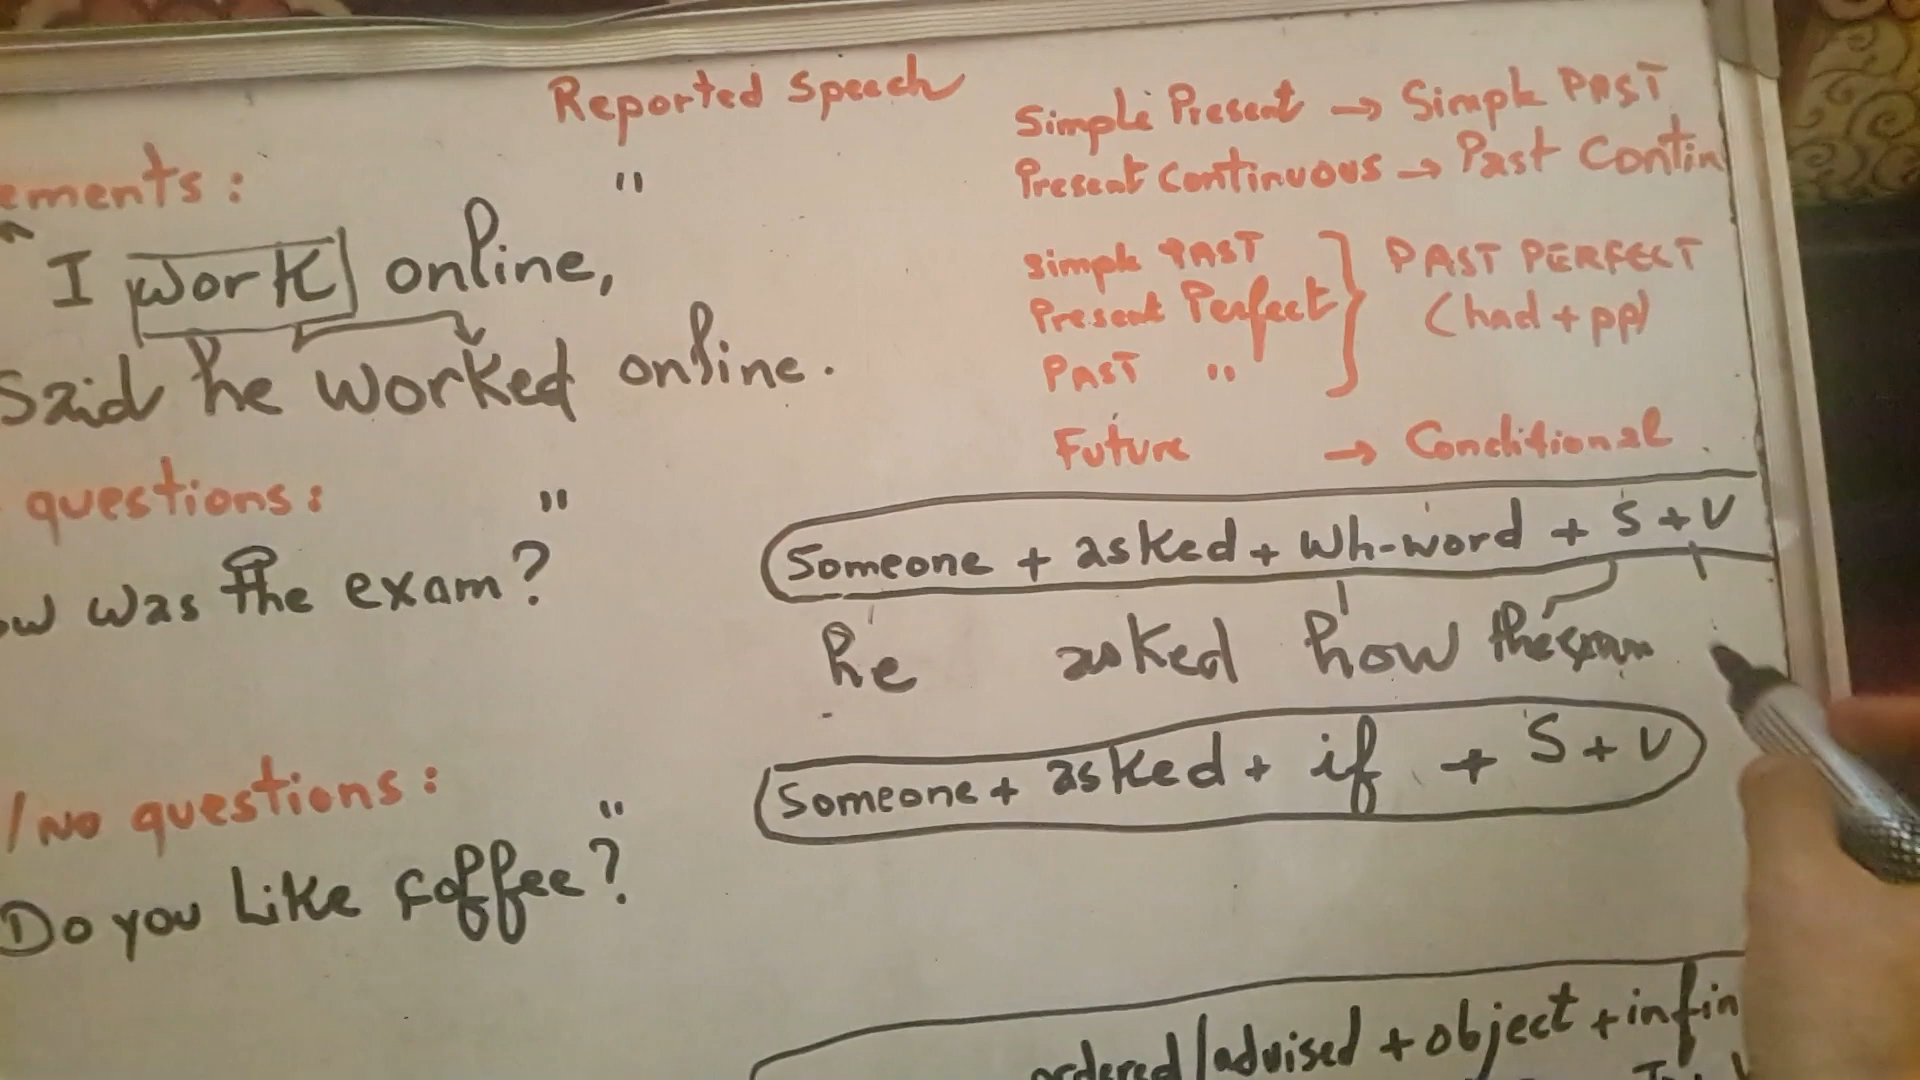 Reported Speech
Simple Present → Simple PAST
Present Continuous → Past Contin
ements:
"
I work online,
Said he worked online.
simple PAST
Present Perfect
PAST "
PAST PERFECT
(had + pp)
Future → Conditional
questions:
"
ow was the exam?
Someone + asked + Wh-word + S + V
he asked how the exam
/No questions:
"
Do you Like Coffee?
Someone + asked + if + S + V
ordered/advised + object + infin